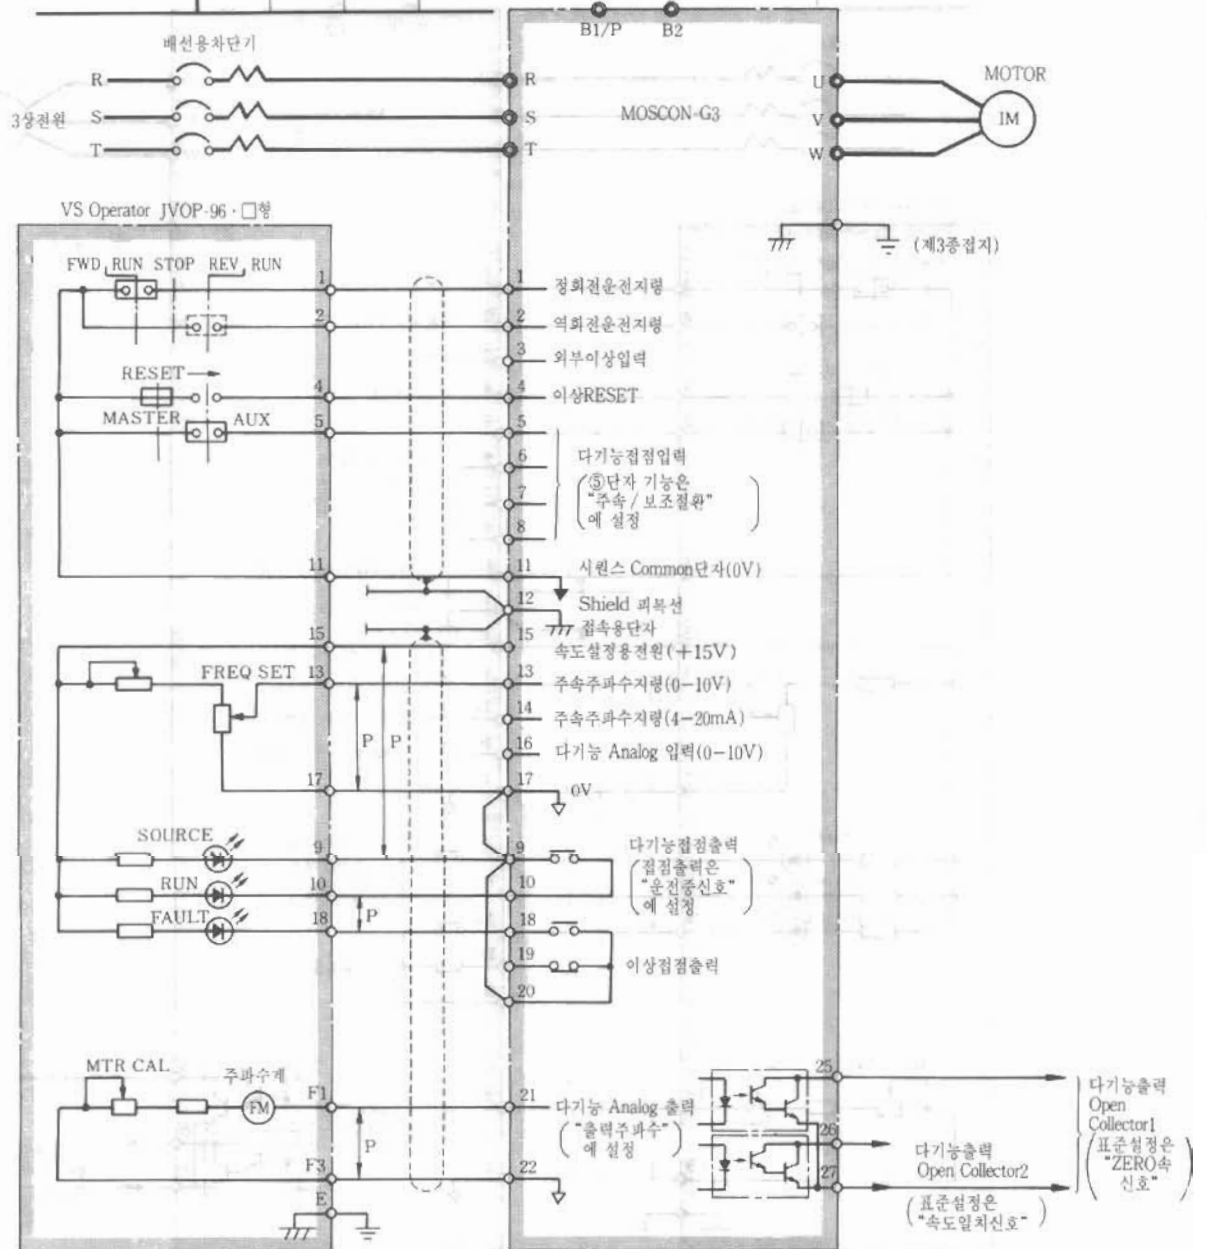 B1/P B2
배선용차단기
R R U MOTOR
3상전원 S S MOSCON-G3 V IM
T T W
VS Operator JVOP-96·□형
(제3종접지)
FWD RUN STOP REV RUN
1 1 정회전운전지령
2 2 역회전운전지령
3 외부이상입력
RESET
4 4 이상RESET
MASTER AUX
5 5
6 다기능접점입력
⑤단자 기능은
7 "주속/보조절환"
8 에 설정
11 11 시퀀스 Common단자(0V)
12 Shield 피복선
접속용단자
15 15 속도설정용전원(+15V)
FREQ SET 13 13 주속주파수지령(0-10V)
14 주속주파수지령(4-20mA)
P P
16 다기능 Analog 입력(0-10V)
17 17 0V
SOURCE
9 9 다기능접점출력
(접점출력은
RUN 10 10 "운전중신호"
에 설정)
FAULT P
18 18
19 이상접점출력
20
MTR CAL 주파수계
FM F1 21 다기능 Analog 출력
("출력주파수"
에 설정)
P
F3 22
E
25
다기능출력
Open
Collector1
(표준설정은
"ZERO속
신호")
26
다기능출력
Open Collector2
27
(표준설정은
"속도일치신호")